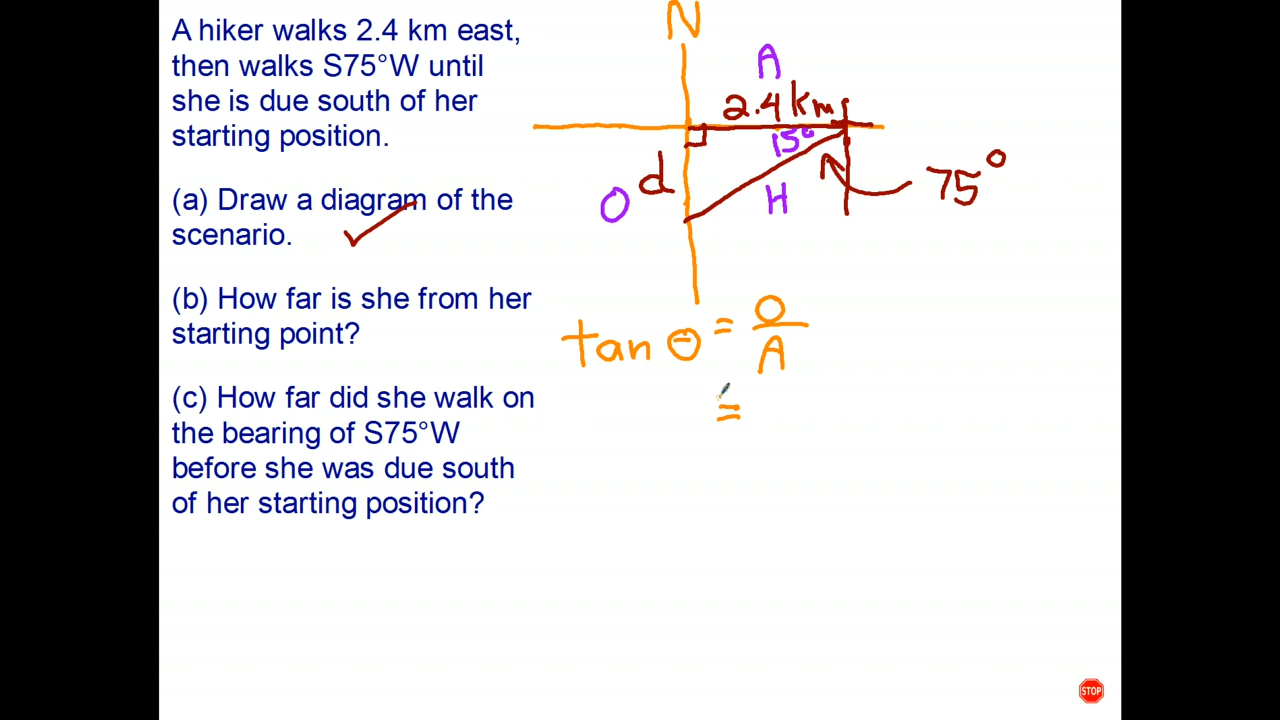 A hiker walks 2.4 km east,
then walks S75°W until
she is due south of her
starting position.
(a) Draw a diagram of the
scenario.
(b) How far is she from her
starting point?
(c) How far did she walk on
the bearing of S75°W
before she was due south
of her starting position?
N
A
2.4 km
15°
d
O
H
75°
tan θ = O
A
=
STOP